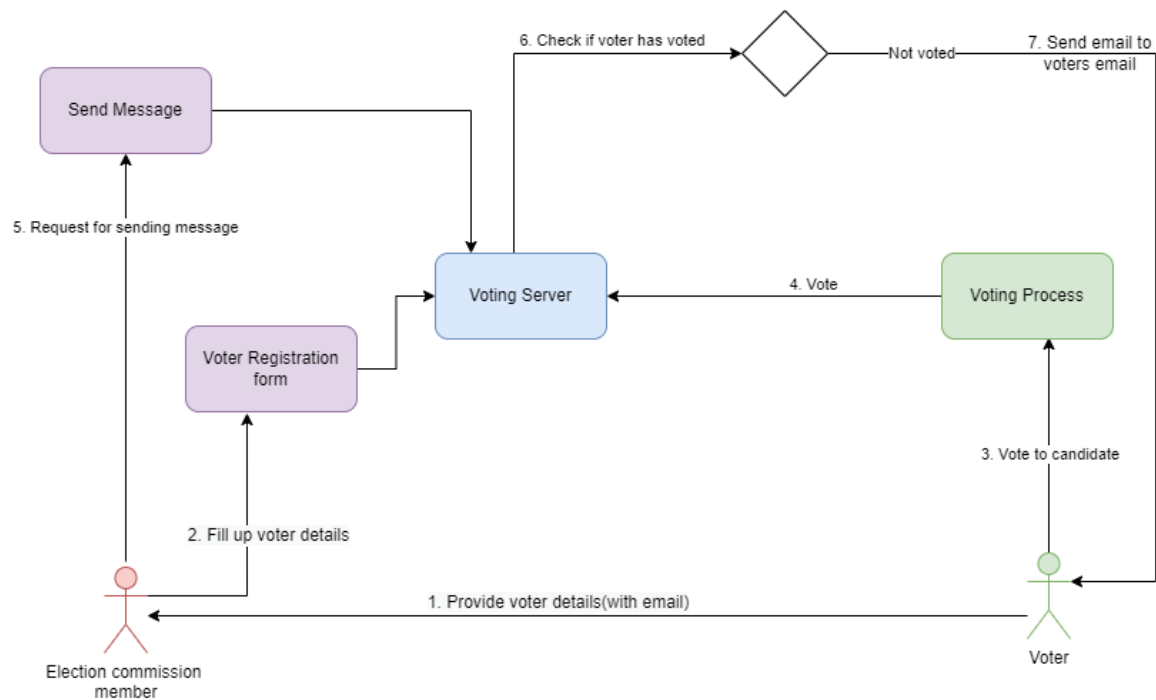 6. Check if voter has voted
Not voted
7. Send email to
voters email
Send Message
5. Request for sending message
Voting Server
4. Vote
Voting Process
Voter Registration
form
3. Vote to candidate
2. Fill up voter details
1. Provide voter details(with email)
Election commission
member
Voter